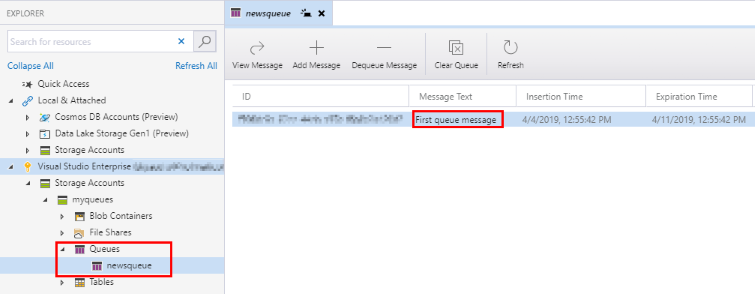 EXPLORER
Search for resources
Collapse All
Refresh All
Quick Access
Local & Attached
Cosmos DB Accounts (Preview)
Data Lake Storage Gen1 (Preview)
Storage Accounts
Visual Studio Enterprise
Storage Accounts
myqueues
Blob Containers
File Shares
Queues
newsqueue
Tables
newsqueue
View Message
Add Message
Dequeue Message
Clear Queue
Refresh
ID Message Text Insertion Time Expiration Time
First queue message 4/4/2019, 12:55:42 PM 4/11/2019, 12:55:42 PM